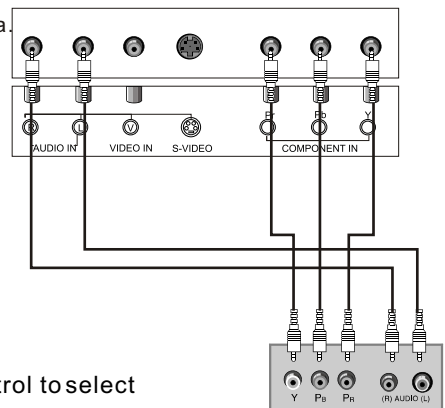 a.
R L V Pr Pb Y
AUDIO IN VIDEO IN S-VIDEO COMPONENT IN
Y PB PR (R) AUDIO (L)
trol to select